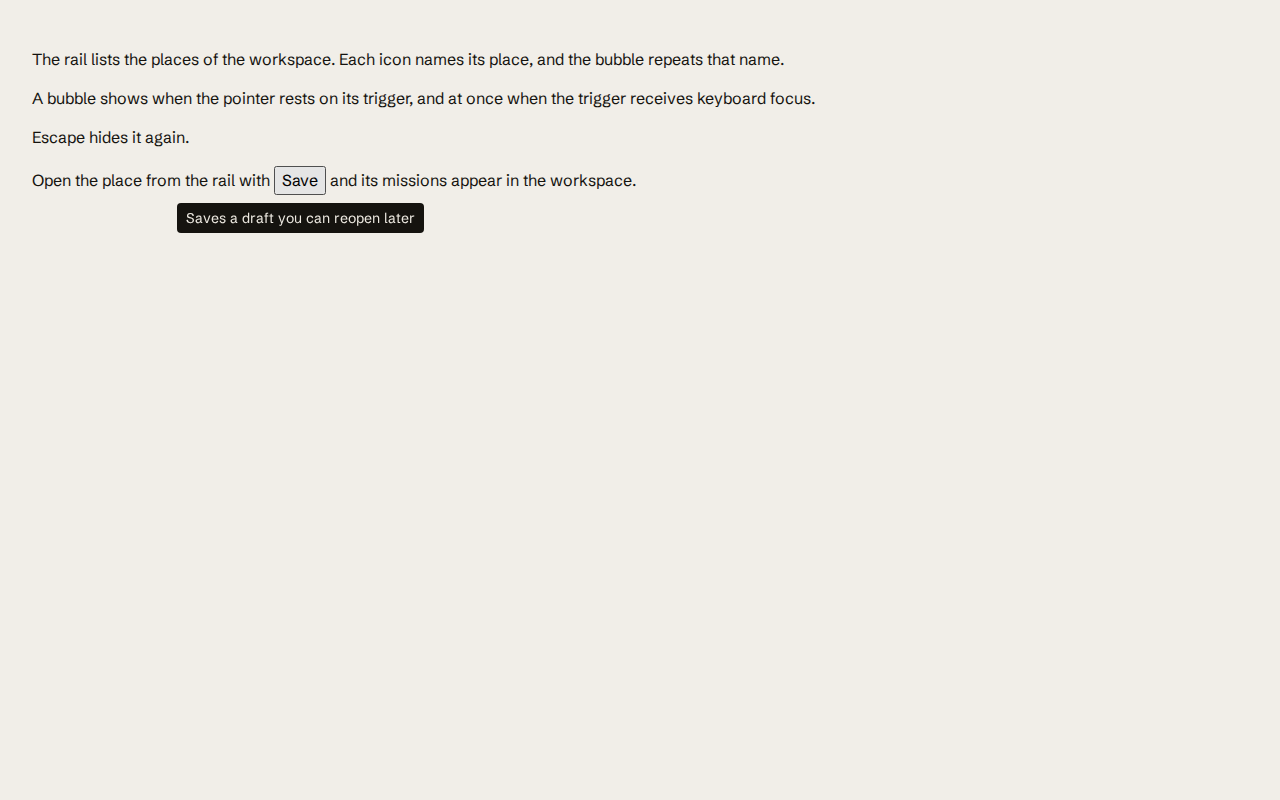 The rail lists the places of the workspace. Each icon names its place, and the bubble repeats that name.
A bubble shows when the pointer rests on its trigger, and at once when the trigger receives keyboard focus.
Escape hides it again.
Open the place from the rail with Save and its missions appear in the workspace.
Saves a draft you can reopen later